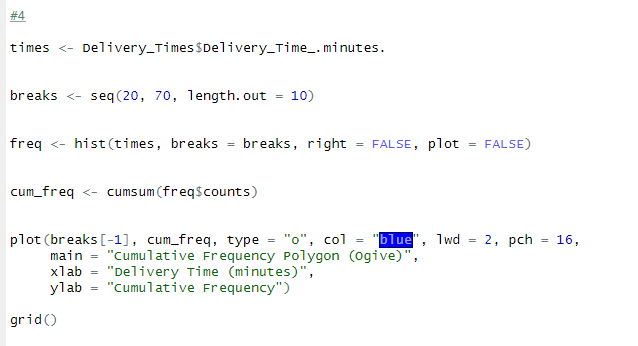 #4
times <- Delivery_Times$Delivery_Time_.minutes.
breaks <- seq(20, 70, length.out = 10)
freq <- hist(times, breaks = breaks, right = FALSE, plot = FALSE)
cum_freq <- cumsum(freq$counts)
plot(breaks[-1], cum_freq, type = "o", col = "blue", lwd = 2, pch = 16,
main = "Cumulative Frequency Polygon (Ogive)",
xlab = "Delivery Time (minutes)",
ylab = "Cumulative Frequency")
grid()